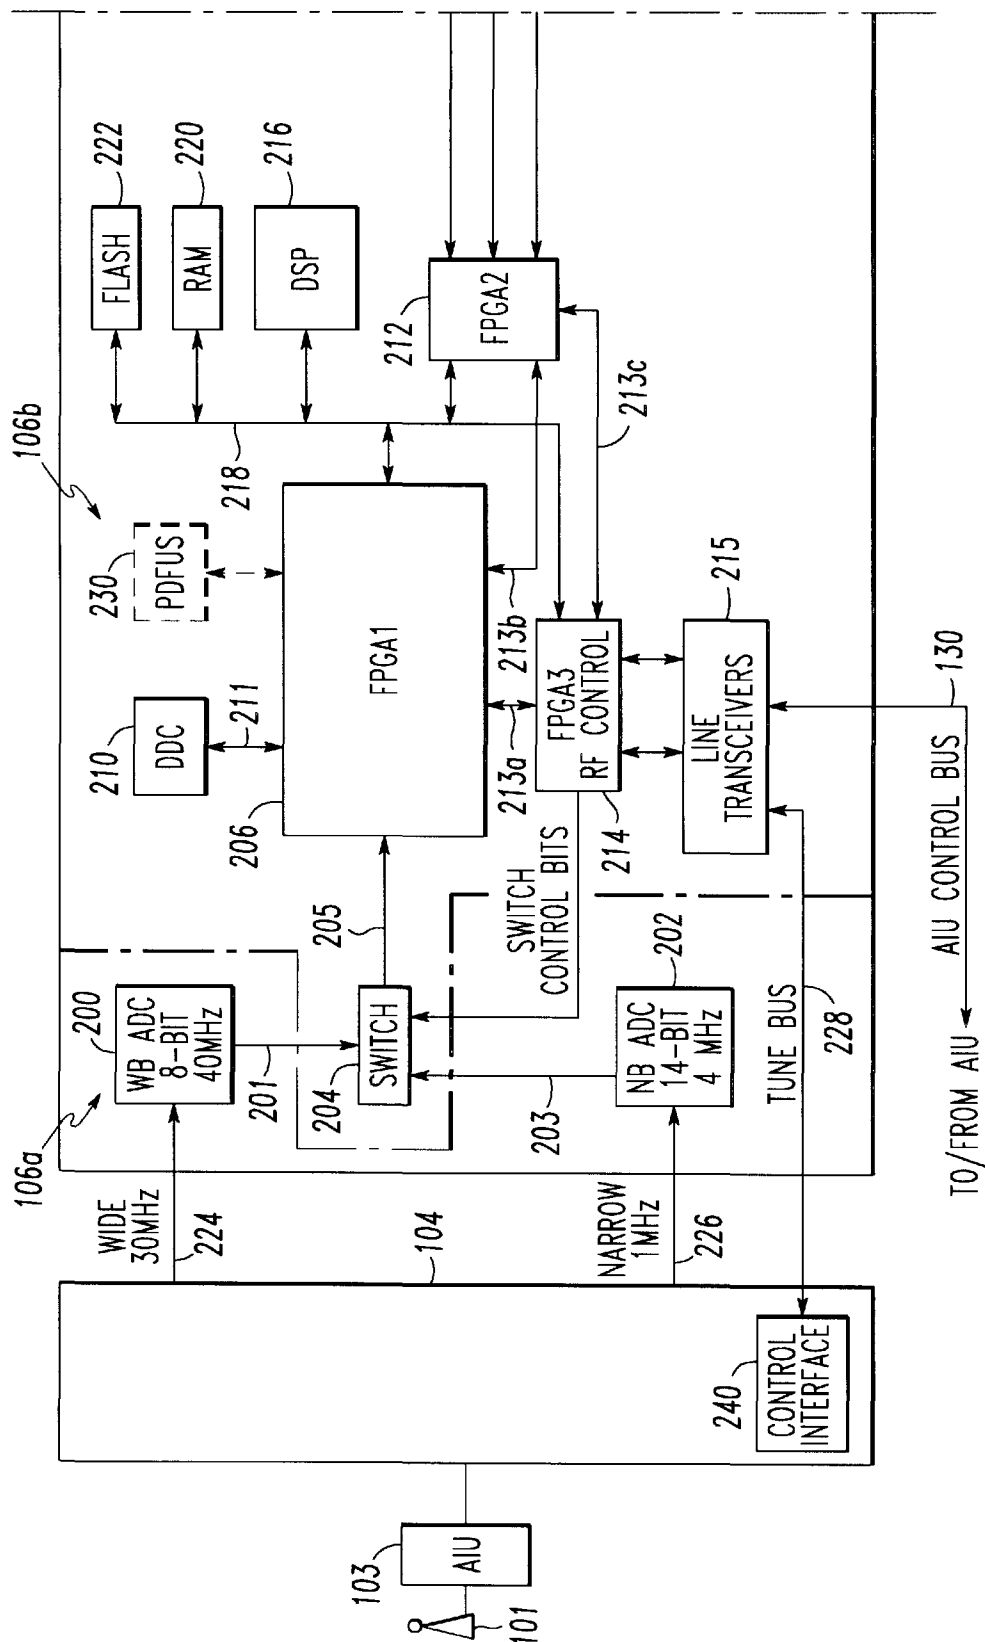 101
103
AIU
104
240
CONTROL
INTERFACE
WIDE
30MHz
224
NARROW
1MHz
226
TUNE BUS
228
106a
200
WB ADC
8-BIT
40MHz
201
204
SWITCH
203
202
NB ADC
14-BIT
4 MHz
205
SWITCH
CONTROL BITS
206
FPGA1
210
DDC
211
230
PDFUS
106b
213a
213b
213c
214
FPGA3
RF CONTROL
215
LINE
TRANSCEIVERS
218
212
FPGA2
222
FLASH
220
RAM
216
DSP
TO/FROM AIU
AIU CONTROL BUS
130